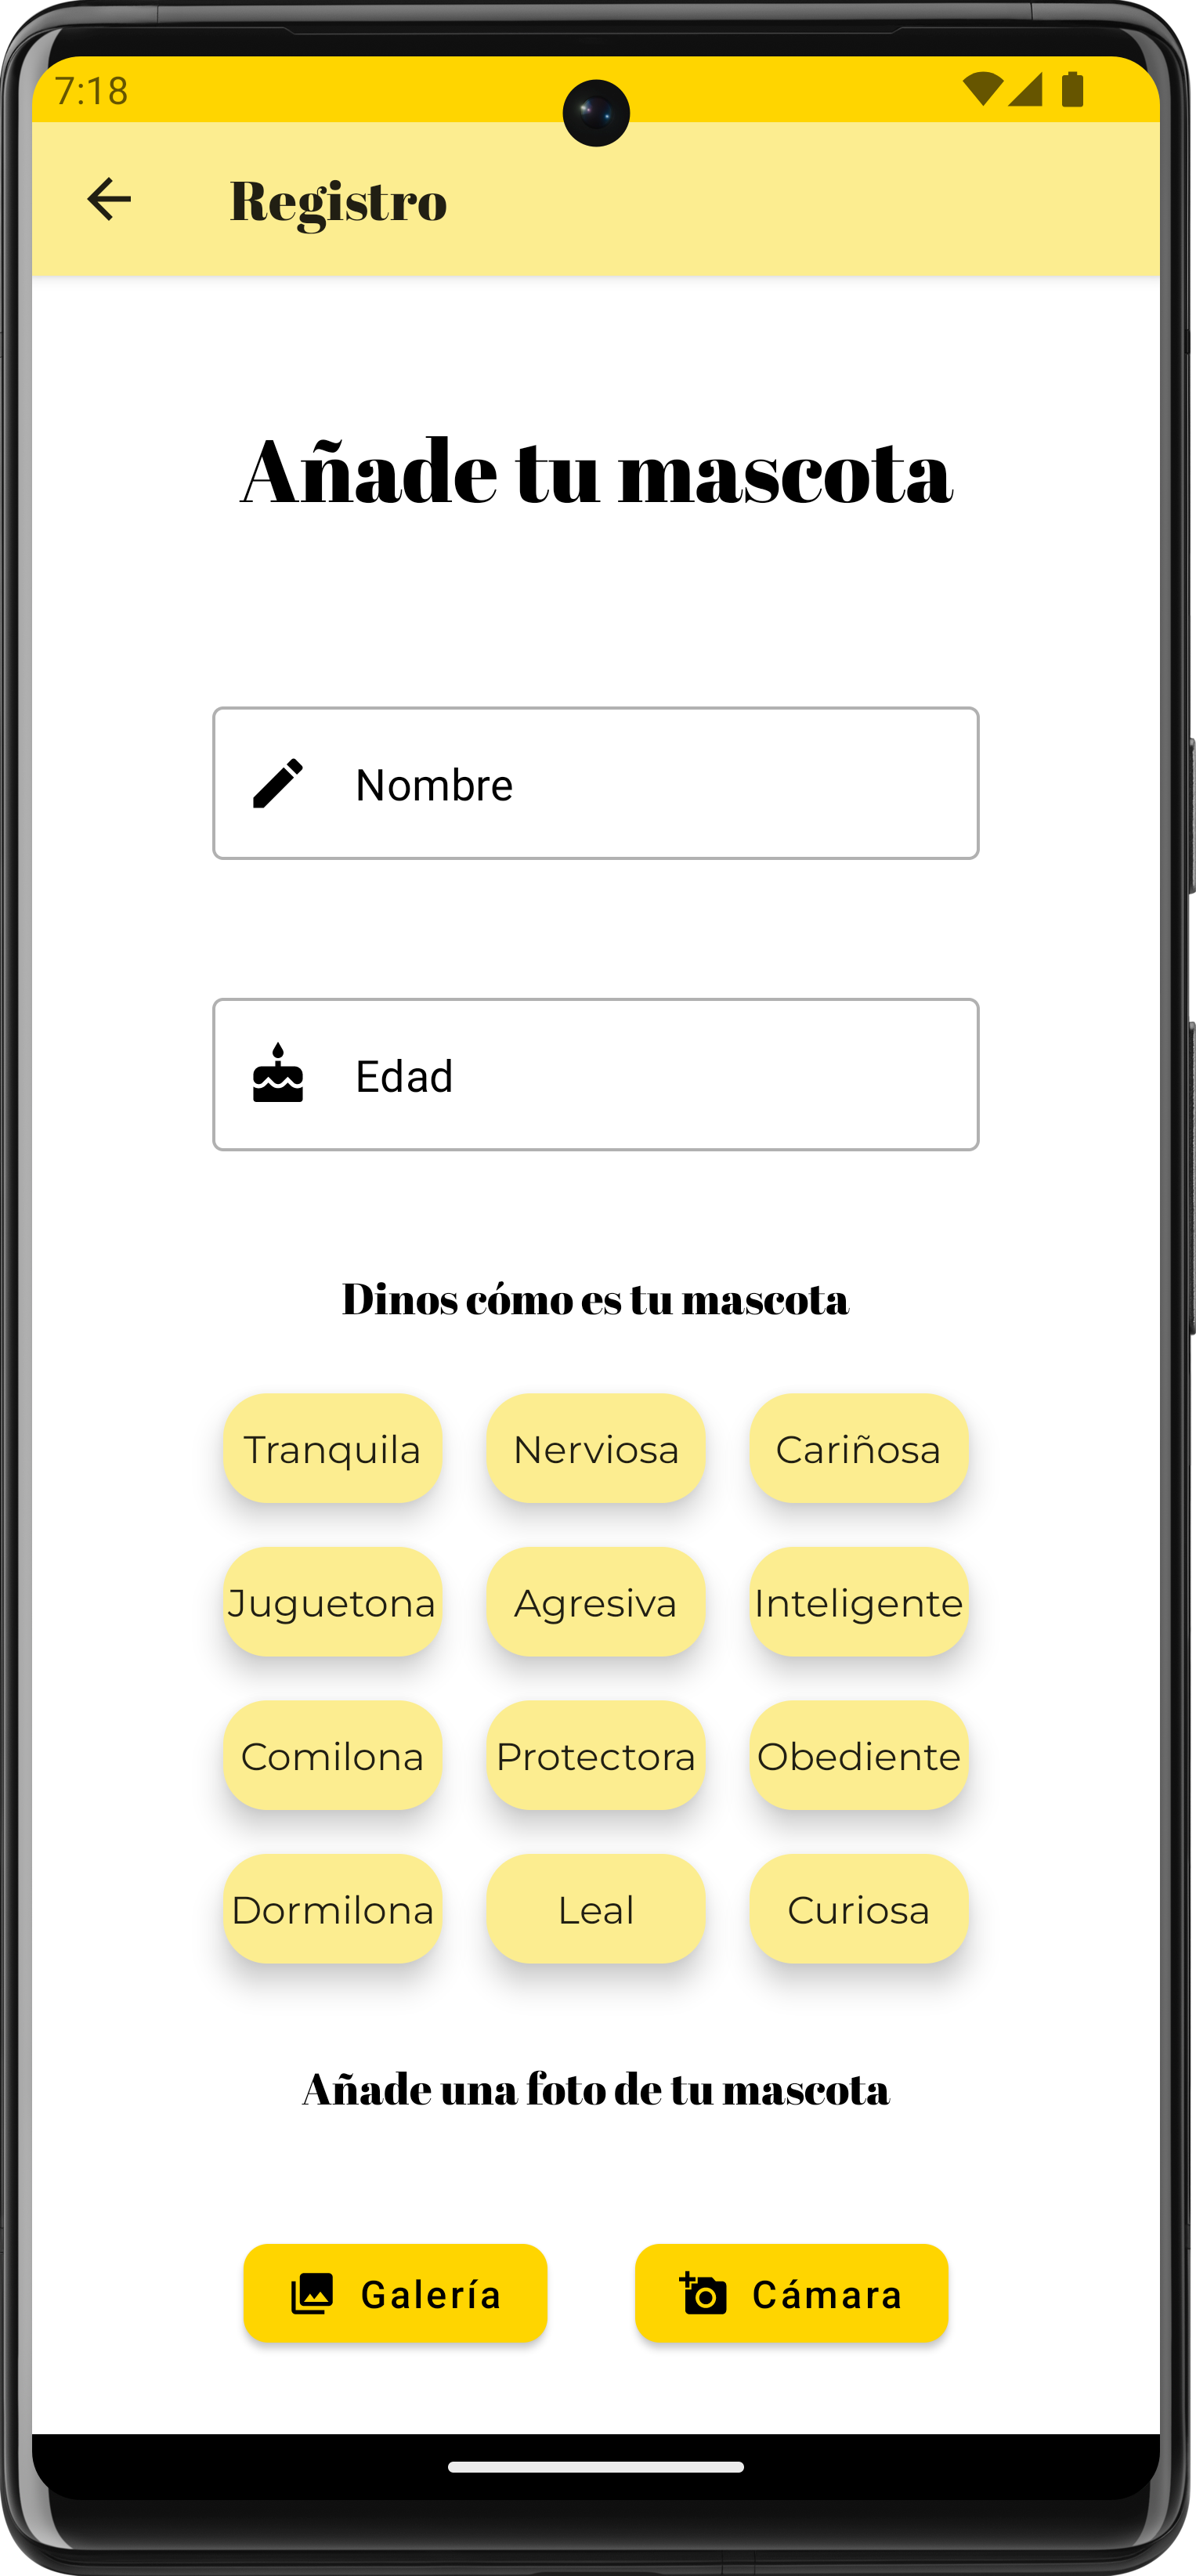 7:18
Registro
Añade tu mascota
Nombre
Edad
Dinos cómo es tu mascota
Tranquila Nerviosa Cariñosa
Juguetona Agresiva Inteligente
Comilona Protectora Obediente
Dormilona Leal Curiosa
Añade una foto de tu mascota
Galería Cámara